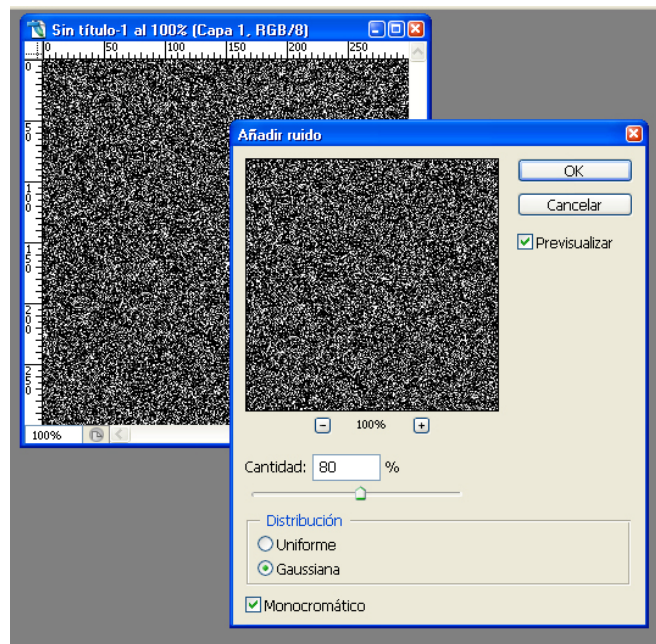 Sin título-1 al 100% (Capa 1, RGB/8)
0 50 100 150 200 250
0
50
100
150
200
250
100%
Añadir ruido
OK
Cancelar
Previsualizar
100%
Cantidad: 80 %
Distribución
Uniforme
Gaussiana
Monocromático